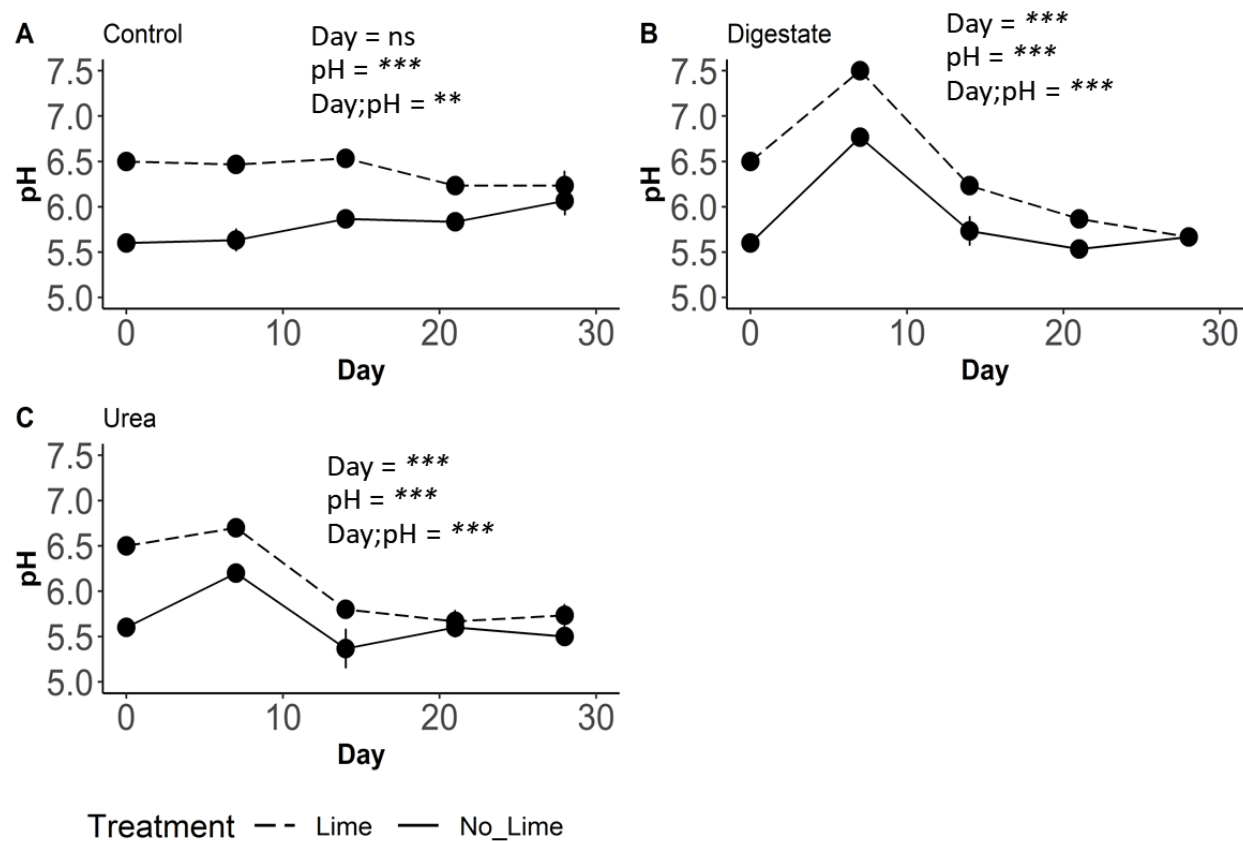 A Control
Day = ns
pH = ***
Day;pH = **
7.5
7.0
6.5
6.0
5.5
5.0
pH
0 10 20 30
Day
B Digestate
Day = ***
pH = ***
Day;pH = ***
7.5
7.0
6.5
6.0
5.5
5.0
pH
0 10 20 30
Day
C Urea
Day = ***
pH = ***
Day;pH = ***
7.5
7.0
6.5
6.0
5.5
5.0
pH
0 10 20 30
Day
Treatment Lime No_Lime